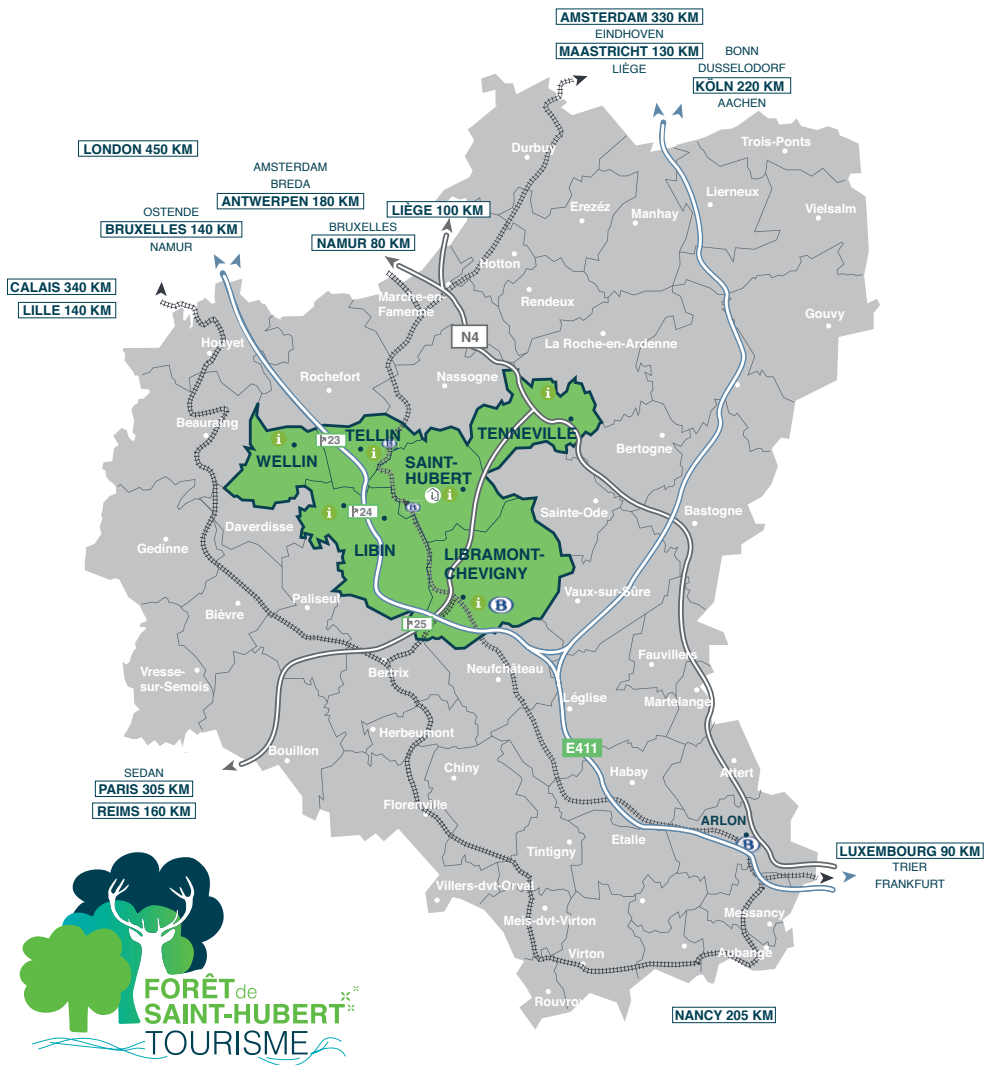 AMSTERDAM 330 KM
EINDHOVEN
MAASTRICHT 130 KM
LIÈGE
BONN
DUSSELODORF
KÖLN 220 KM
AACHEN
LONDON 450 KM
AMSTERDAM
BREDA
ANTWERPEN 180 KM
OSTENDE
BRUXELLES 140 KM
NAMUR
LIÈGE 100 KM
BRUXELLES
NAMUR 80 KM
CALAIS 340 KM
LILLE 140 KM
Durbuy
Trois-Ponts
Erezéz
Manhay
Lierneux
Vielsalm
Hotton
Marche-en-
Famenne
Rendeux
Gouvy
N4
La Roche-en-Ardenne
Houyet
Rochefort
Nassogne
Beauraing
i
TENNEVILLE
Bertogne
i
WELLIN
23
TELLIN
B
i
SAINT-
HUBERT
i
B
i
24
Daverdisse
LIBIN
Sainte-Ode
Bastogne
Gedinne
LIBRAMONT-
CHEVIGNY
i
B
Vaux-sur-Sûre
Bièvre
Paliseul
25
Vresse-
sur-Semois
Bertrix
Neufchâteau
Fauvillers
Léglise
Martelange
Herbeumont
E411
Bouillon
Chiny
Habay
Attert
SEDAN
PARIS 305 KM
REIMS 160 KM
Florenville
ARLON
B
Etalle
Tintigny
LUXEMBOURG 90 KM
TRIER
FRANKFURT
Villers-dvt-Orval
Meis-dvt-Virton
Messancy
Virton
Aubange
Rouvroy
NANCY 205 KM
FORÊT de
SAINT-HUBERT
TOURISME